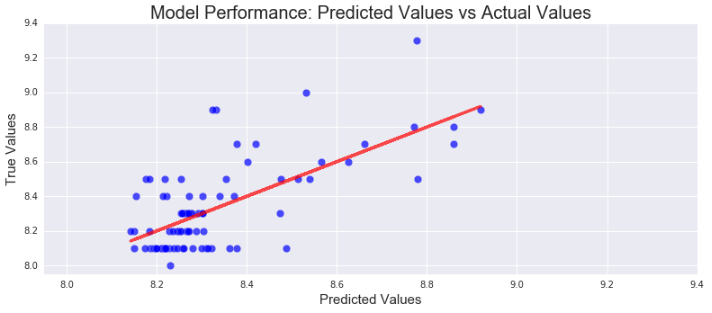 Model Performance: Predicted Values vs Actual Values
True Values
9.4
9.2
9.0
8.8
8.6
8.4
8.2
8.0
8.0 8.2 8.4 8.6 8.8 9.0 9.2 9.4
Predicted Values